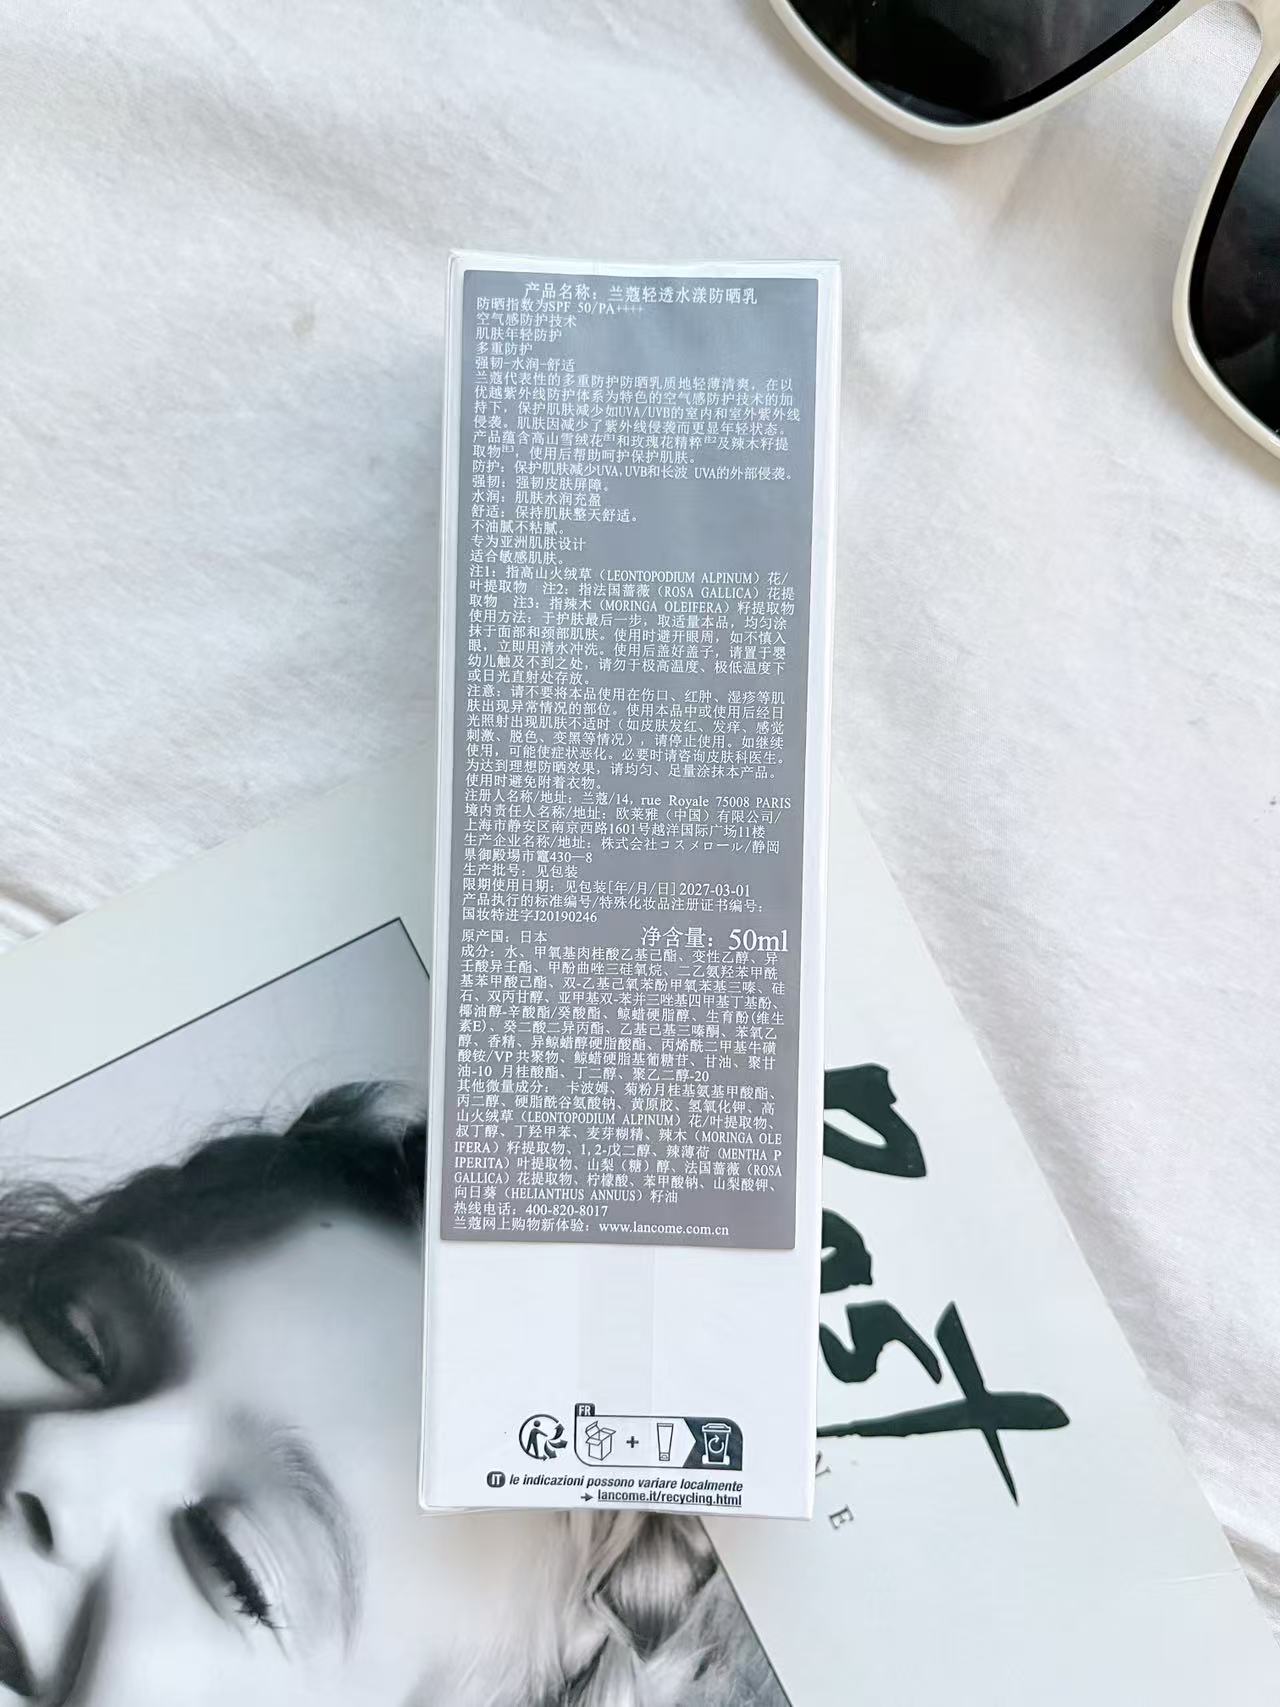 产品名称：兰蔻轻透水漾防晒乳
防晒指数为SPF 50/PA++++
空气感防护技术
肌肤年轻防护
多重防护
强韧-水润-舒适
兰蔻代表性的多重防护防晒乳质地轻薄清爽，在以
优越紫外线防护体系为特色的空气感防护技术的加
持下，保护肌肤减少如UVA/UVB的室内和室外紫外线
侵袭。肌肤因减少了紫外线侵袭而更显年轻状态。
产品蕴含高山雪绒花注1和玫瑰花精粹注2及辣木籽提
取物注3，使用后帮助呵护保护肌肤。
防护：保护肌肤减少UVA,UVB和长波 UVA的外部侵袭。
强韧：强韧皮肤屏障。
水润：肌肤水润充盈
舒适：保持肌肤整天舒适。
不油腻不粘腻。
专为亚洲肌肤设计
适合敏感肌肤。
注1：指高山火绒草（LEONTOPODIUM ALPINUM）花/
叶提取物 注2：指法国蔷薇（ROSA GALLICA）花提
取物 注3：指辣木（MORINGA OLEIFERA）籽提取物
使用方法：于护肤最后一步，取适量本品，均匀涂
抹于面部和颈部肌肤。使用时避开眼周，如不慎入
眼，立即用清水冲洗。使用后盖好盖子，请置于婴
幼儿触及不到之处，请勿于极高温度、极低温度下
或日光直射处存放。
注意：请不要将本品使用在伤口、红肿、湿疹等肌
肤出现异常情况的部位。使用本品中或使用后经日
光照射出现肌肤不适时（如皮肤发红、发痒、感觉
刺激、脱色、变黑等情况），请停止使用。如继续
使用，可能使症状恶化。必要时请咨询皮肤科医生。
为达到理想防晒效果，请均匀、足量涂抹本产品。
使用时避免附着衣物。
注册人名称/地址：兰蔻/14, rue Royale 75008 PARIS
境内责任人名称/地址：欧莱雅（中国）有限公司/
上海市静安区南京西路1601号越洋国际广场11楼
生产企业名称/地址：株式会社コスメロール/静岡
県御殿場市竈430—8
生产批号：见包装
限期使用日期：见包装[年/月/日] 2027-03-01
产品执行的标准编号/特殊化妆品注册证书编号：
国妆特进字J20190246
原产国：日本 净含量：50ml
成分：水、甲氧基肉桂酸乙基己酯、变性乙醇、异
壬酸异壬酯、甲酚曲唑三硅氧烷、二乙氨羟苯甲酰
基苯甲酸己酯、双-乙基己氧苯酚甲氧苯基三嗪、硅
石、双丙甘醇、亚甲基双-苯并三唑基四甲基丁基酚、
椰油醇-辛酸酯/癸酸酯、鲸蜡硬脂醇、生育酚(维生
素E)、癸二酸二异丙酯、乙基己基三嗪酮、苯氧乙
醇、香精、异鲸蜡醇硬脂酸酯、丙烯酰二甲基牛磺
酸铵/VP共聚物、鲸蜡硬脂基葡糖苷、甘油、聚甘
油-10 月桂酸酯、丁二醇、聚乙二醇-20
其他微量成分： 卡波姆、菊粉月桂基氨基甲酸酯、
丙二醇、硬脂酰谷氨酸钠、黄原胶、氢氧化钾、高
山火绒草（LEONTOPODIUM ALPINUM）花/叶提取物、
叔丁醇、丁羟甲苯、麦芽糊精、辣木（MORINGA OLE
IFERA）籽提取物、1,2-戊二醇、辣薄荷（MENTHA P
IPERITA）叶提取物、山梨（糖）醇、法国蔷薇（ROSA
GALLICA）花提取物、柠檬酸、苯甲酸钠、山梨酸钾、
向日葵（HELIANTHUS ANNUUS）籽油
热线电话：400-820-8017
兰蔻网上购物新体验：www.lancome.com.cn
FR
IT le indicazioni possono variare localmente
lancome.it/recycling.html